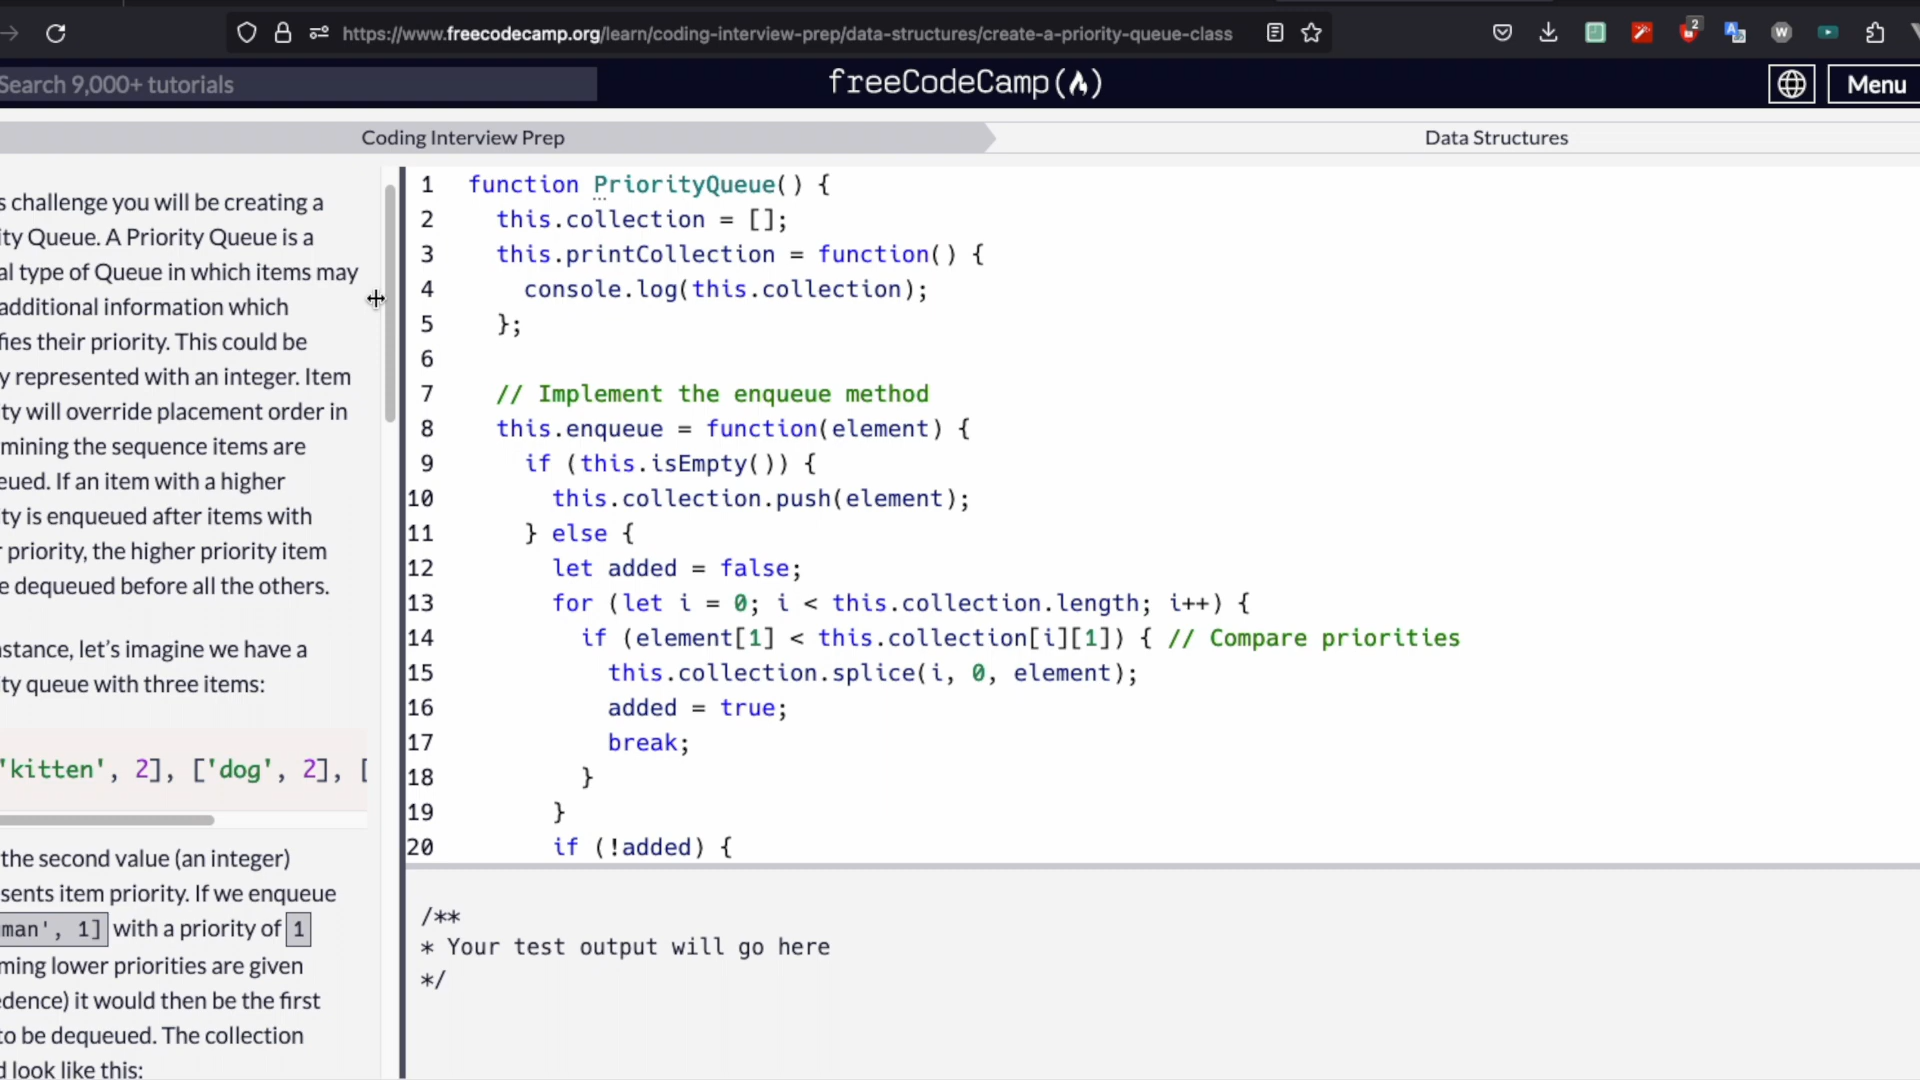 https://www.freecodecamp.org/learn/coding-interview-prep/data-structures/create-a-priority-queue-class
2
W
Search 9,000+ tutorials
freeCodeCamp
Menu
Coding Interview Prep
Data Structures
s challenge you will be creating a
ity Queue. A Priority Queue is a
al type of Queue in which items may
additional information which
fies their priority. This could be
y represented with an integer. Item
ty will override placement order in
mining the sequence items are
eued. If an item with a higher
ty is enqueued after items with
r priority, the higher priority item
e dequeued before all the others.
nstance, let’s imagine we have a
ty queue with three items:
'kitten', 2], ['dog', 2], [
the second value (an integer)
sents item priority. If we enqueue
man', 1] with a priority of 1
ming lower priorities are given
edence) it would then be the first
to be dequeued. The collection
d look like this:
1 function PriorityQueue() {
2 this.collection = [];
3 this.printCollection = function() {
4 console.log(this.collection);
5 };
6
7 // Implement the enqueue method
8 this.enqueue = function(element) {
9 if (this.isEmpty()) {
10 this.collection.push(element);
11 } else {
12 let added = false;
13 for (let i = 0; i < this.collection.length; i++) {
14 if (element[1] < this.collection[i][1]) { // Compare priorities
15 this.collection.splice(i, 0, element);
16 added = true;
17 break;
18 }
19 }
20 if (!added) {
/**
* Your test output will go here
*/